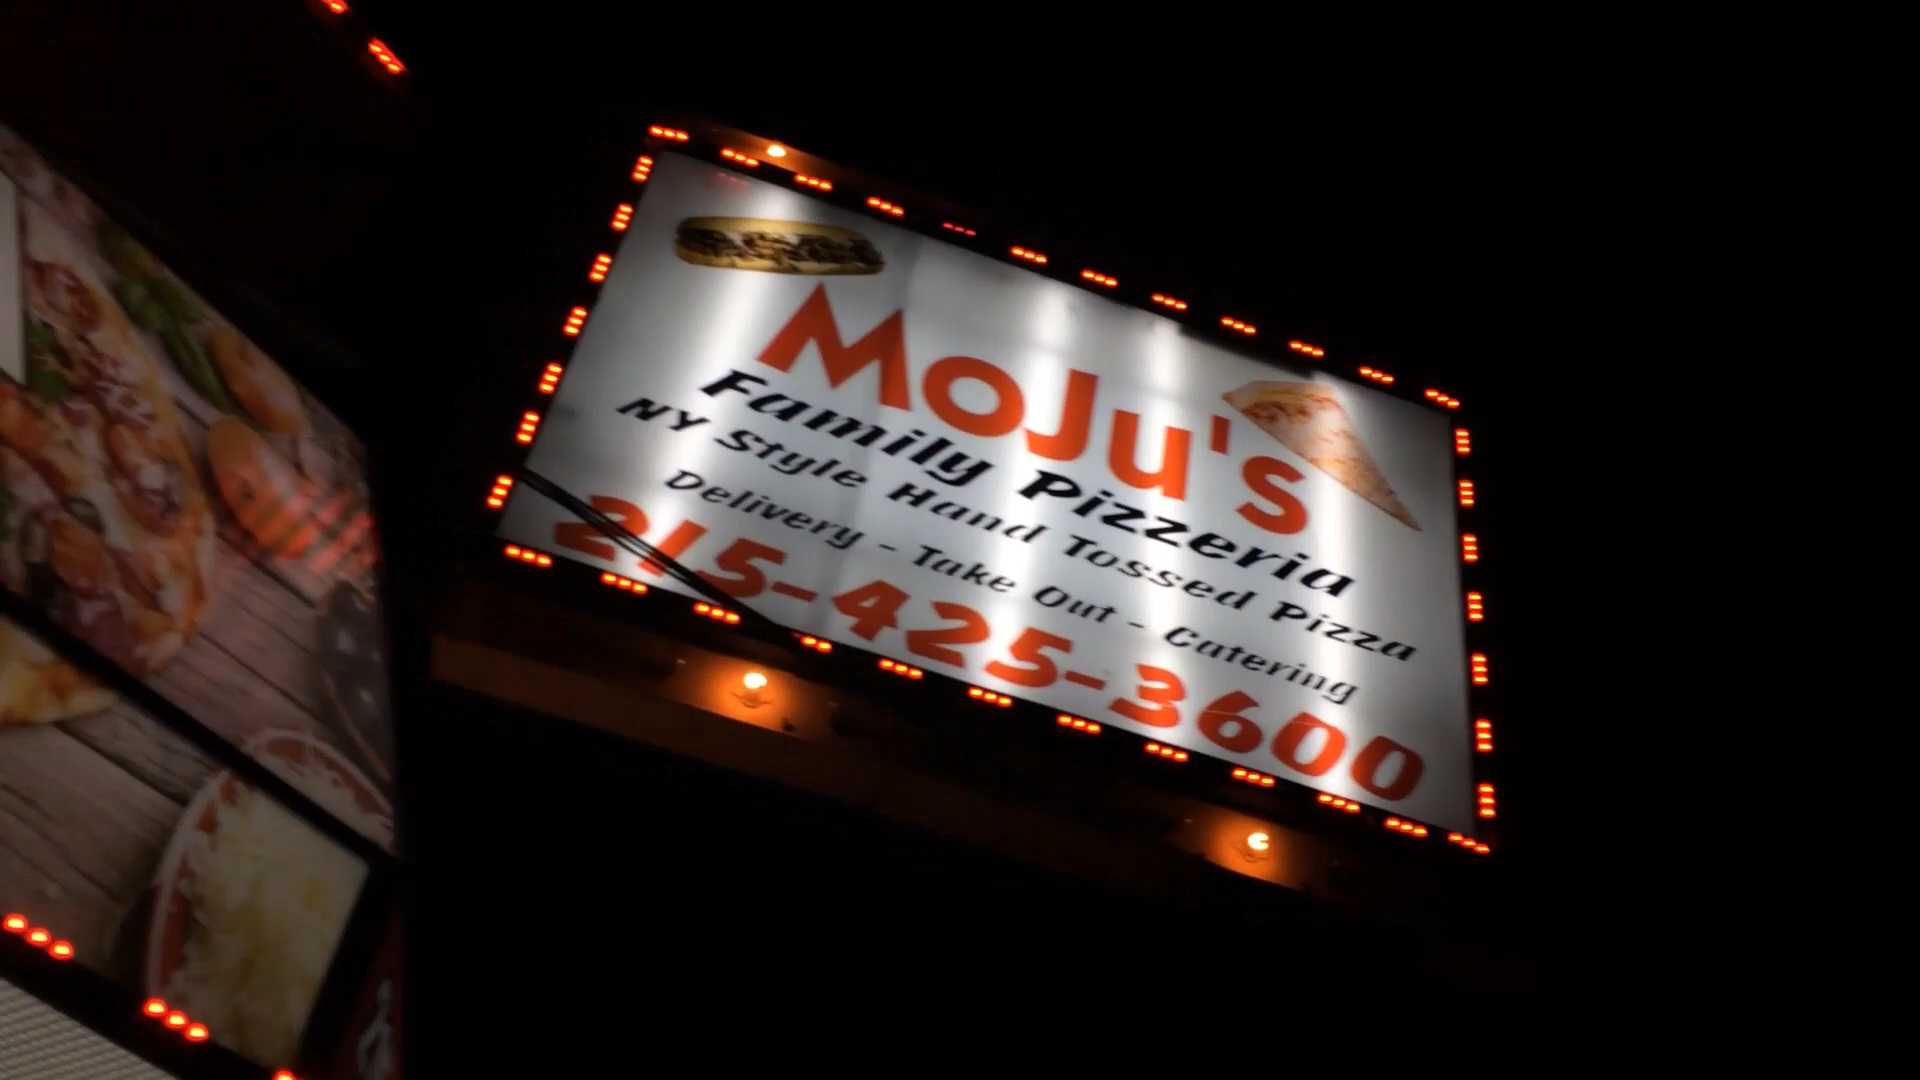 MoJu's
Family Pizzeria
NY Style Hand Tossed Pizza
Delivery - Take Out - Catering
215-425-3600